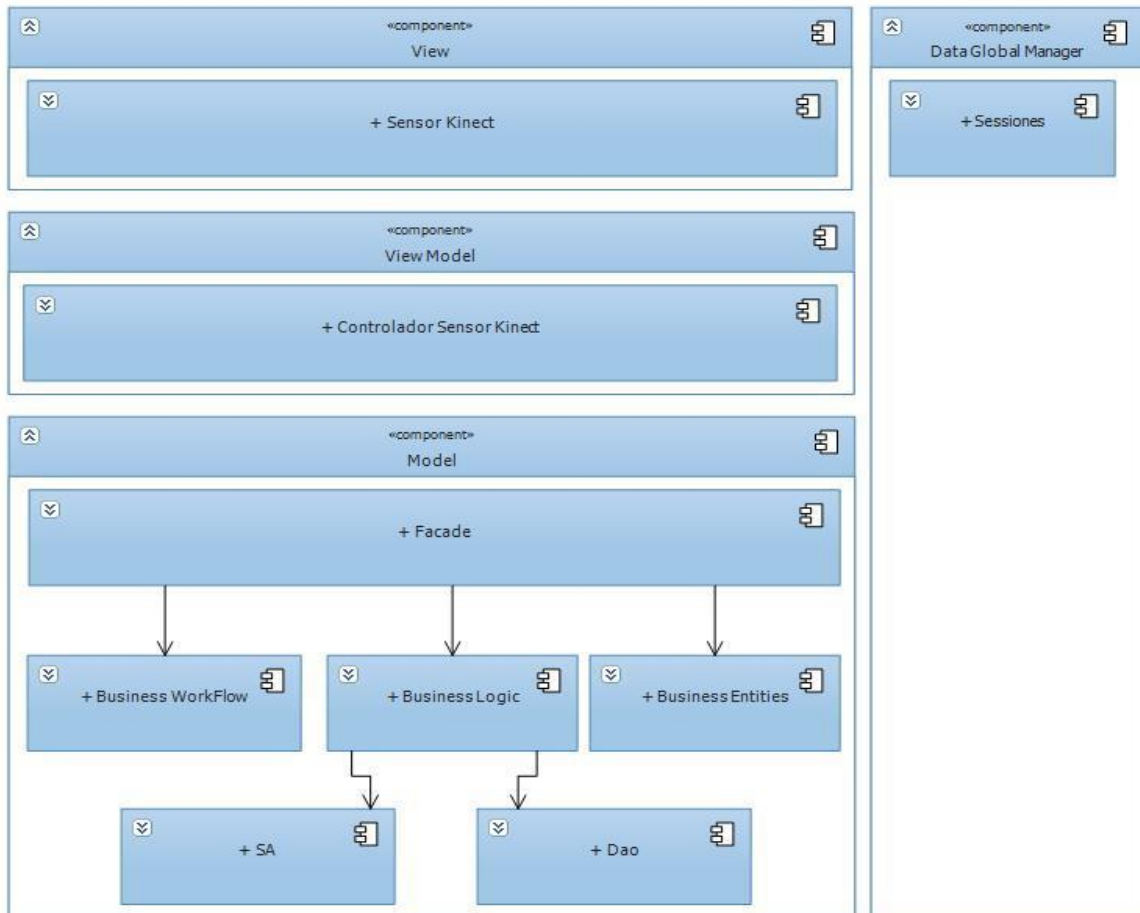 «component»
View
+ Sensor Kinect
«component»
View Model
+ Controlador Sensor Kinect
«component»
Model
+ Facade
+ Business WorkFlow
+ Business Logic
+ Business Entities
+ SA
+ Dao
«component»
Data Global Manager
+ Sessiones